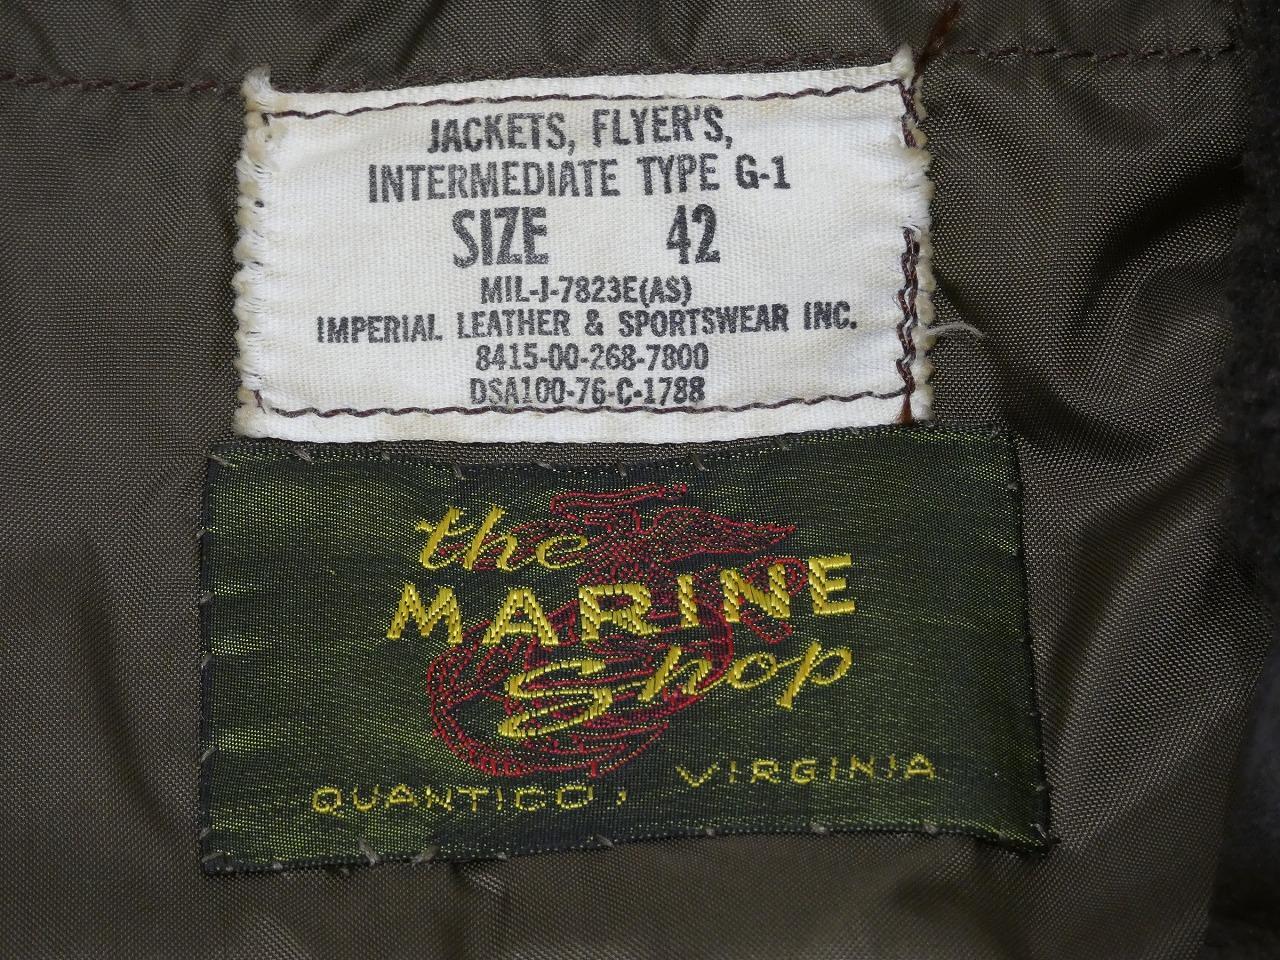 JACKETS, FLYER'S,
INTERMEDIATE TYPE G-1
SIZE 42
MIL-J-7823E(AS)
IMPERIAL LEATHER & SPORTSWEAR INC.
8415-00-268-7800
DSA100-76-C-1788
the
MARINE
Shop
QUANTICO, VIRGINIA